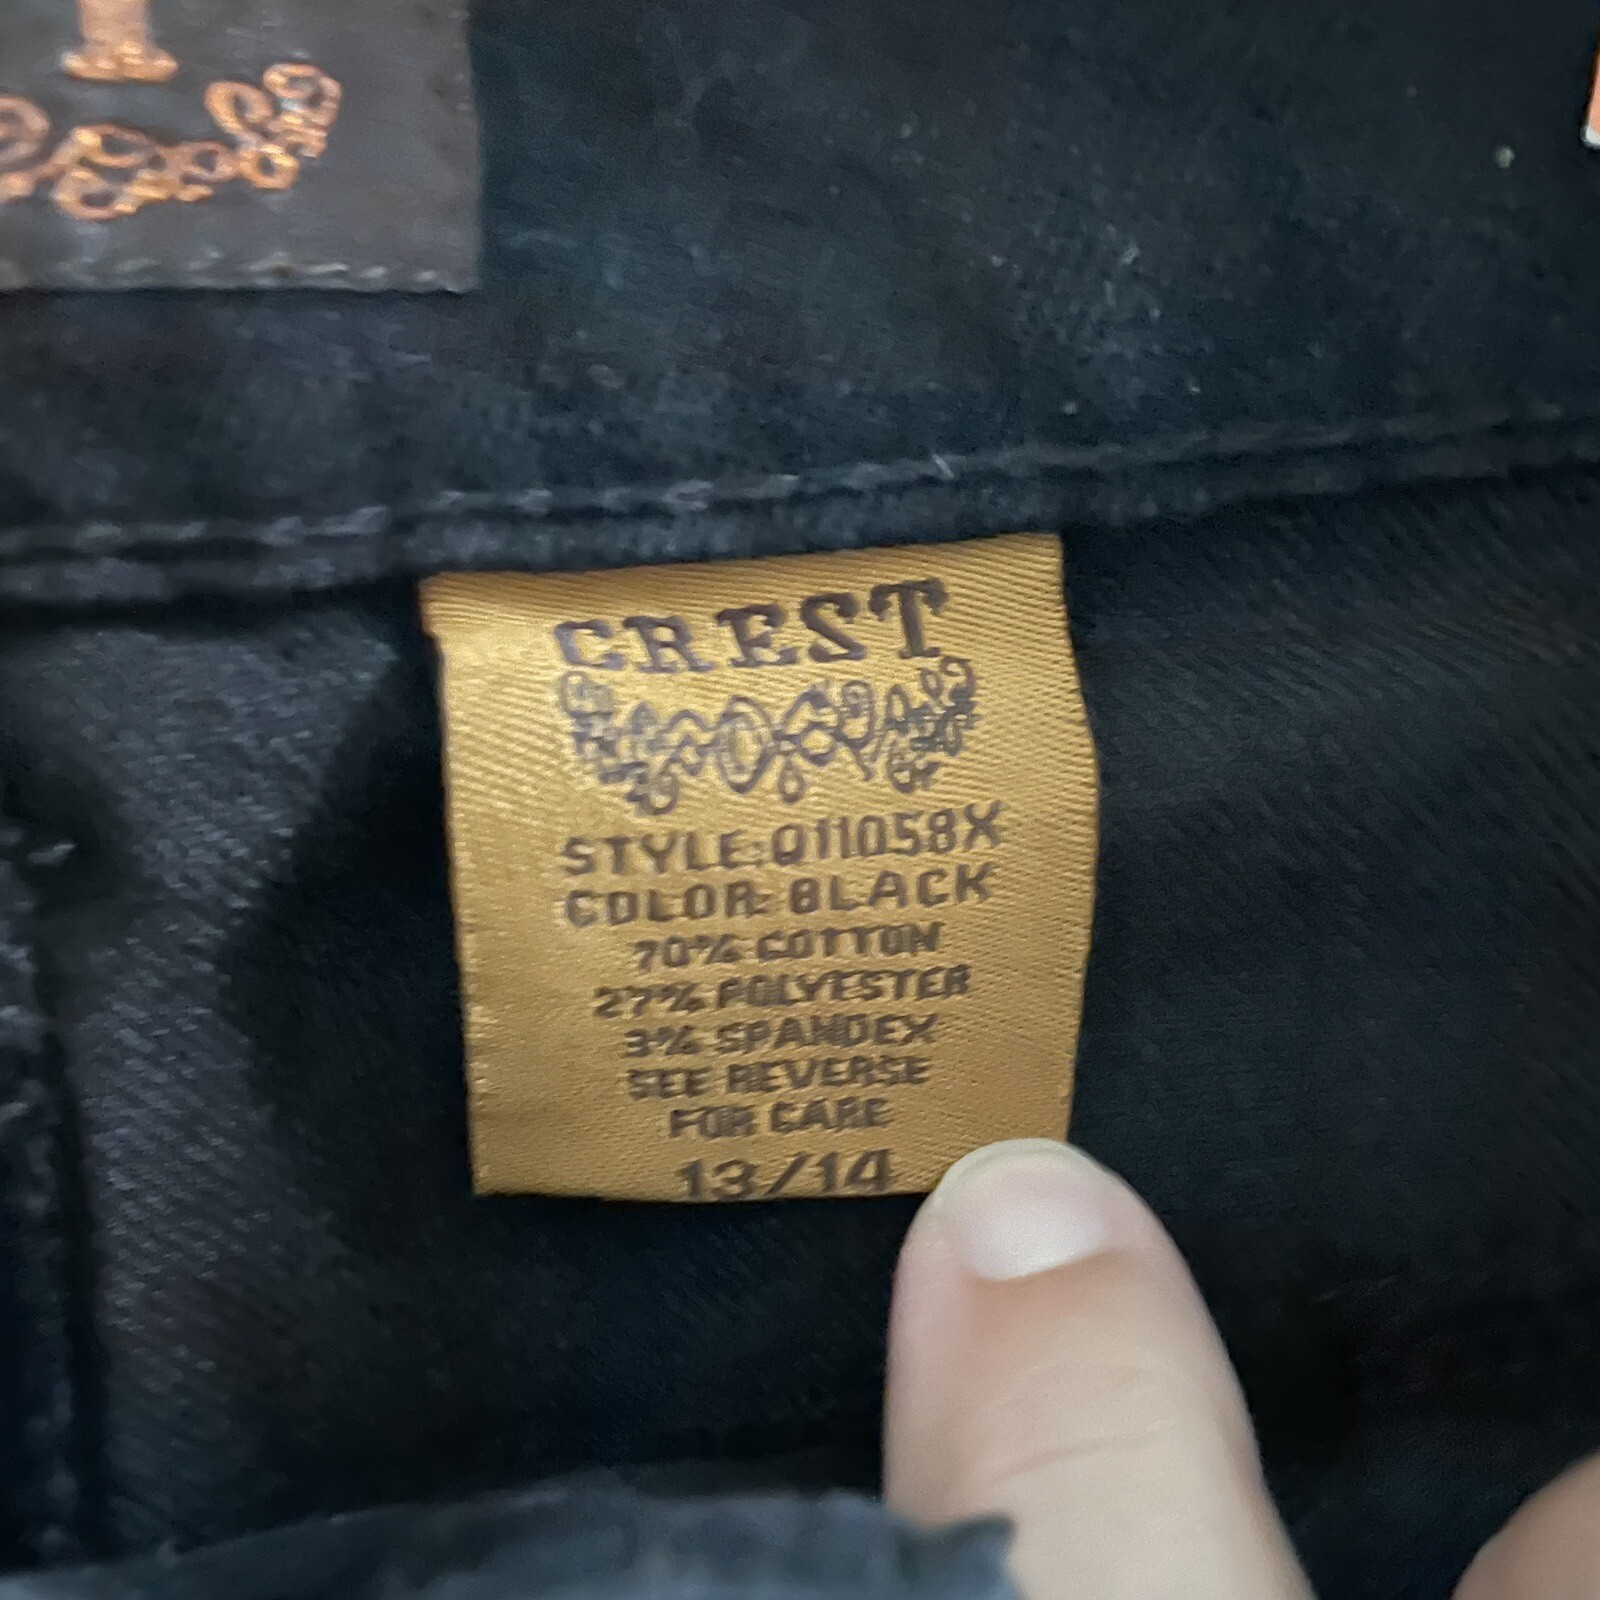 T
CREST
STYLE:Q11058X
COLOR: BLACK
70% COTTON
27% POLYESTER
3% SPANDEX
SEE REVERSE
FOR CARE
13/14